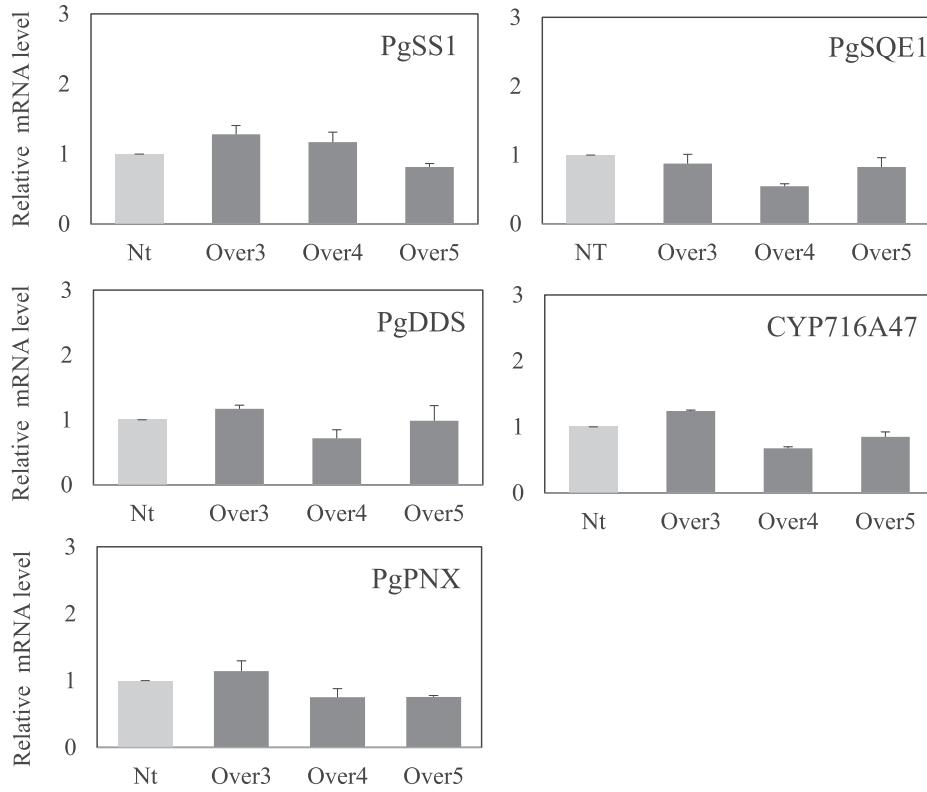 Relative mRNA level
3
2
1
0
PgSS1
Nt Over3 Over4 Over5
3
2
1
0
PgSQE1
NT Over3 Over4 Over5
Relative mRNA level
3
2
1
0
PgDDS
Nt Over3 Over4 Over5
3
2
1
0
CYP716A47
Nt Over3 Over4 Over5
Relative mRNA level
3
2
1
0
PgPNX
Nt Over3 Over4 Over5